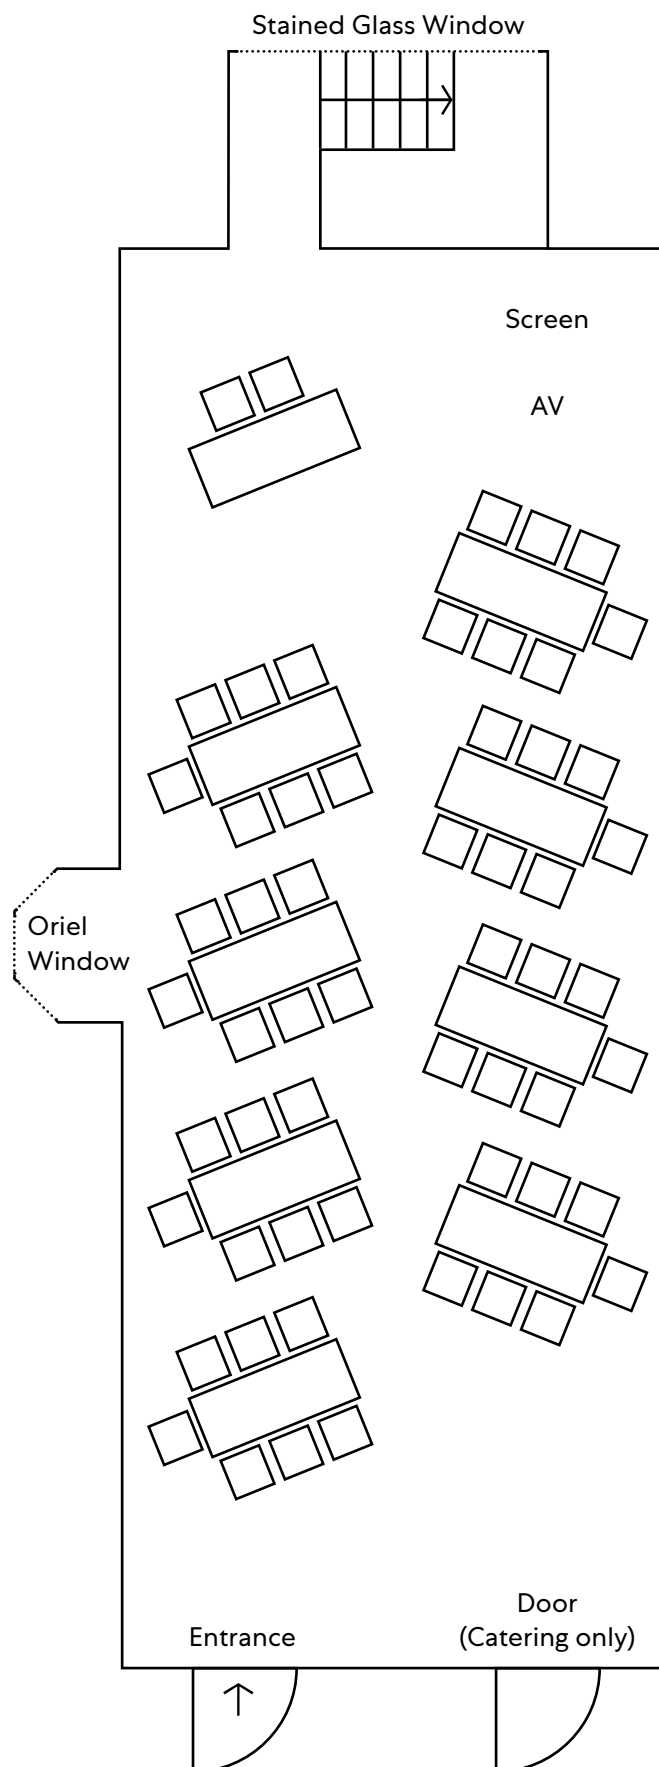 Stained Glass Window
Screen
AV
Oriel
Window
Door
Entrance
(Catering only)